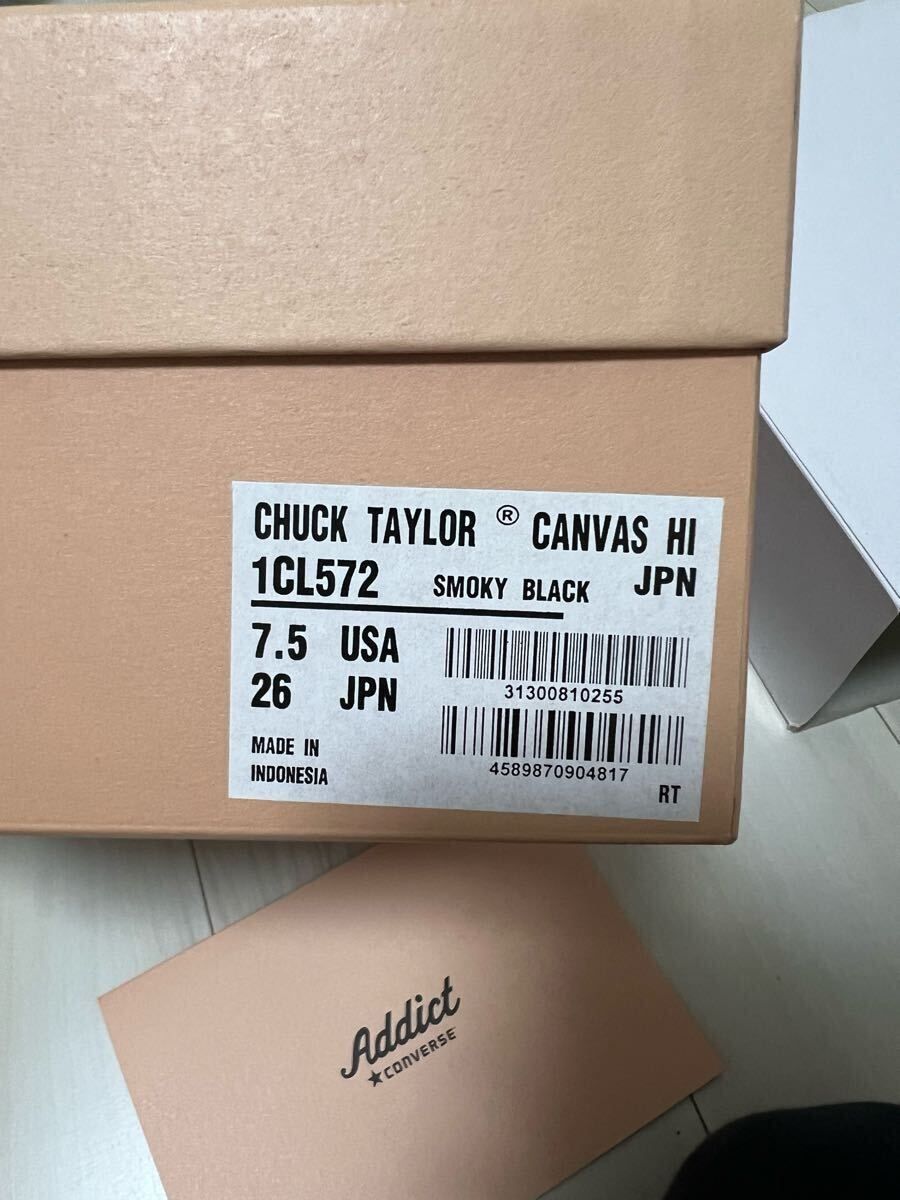 CHUCK TAYLOR ® CANVAS HI
1CL572 SMOKY BLACK JPN
7.5 USA
26 JPN
31300810255
MADE IN
INDONESIA
4589870904817
RT
Addict
★CONVERSE